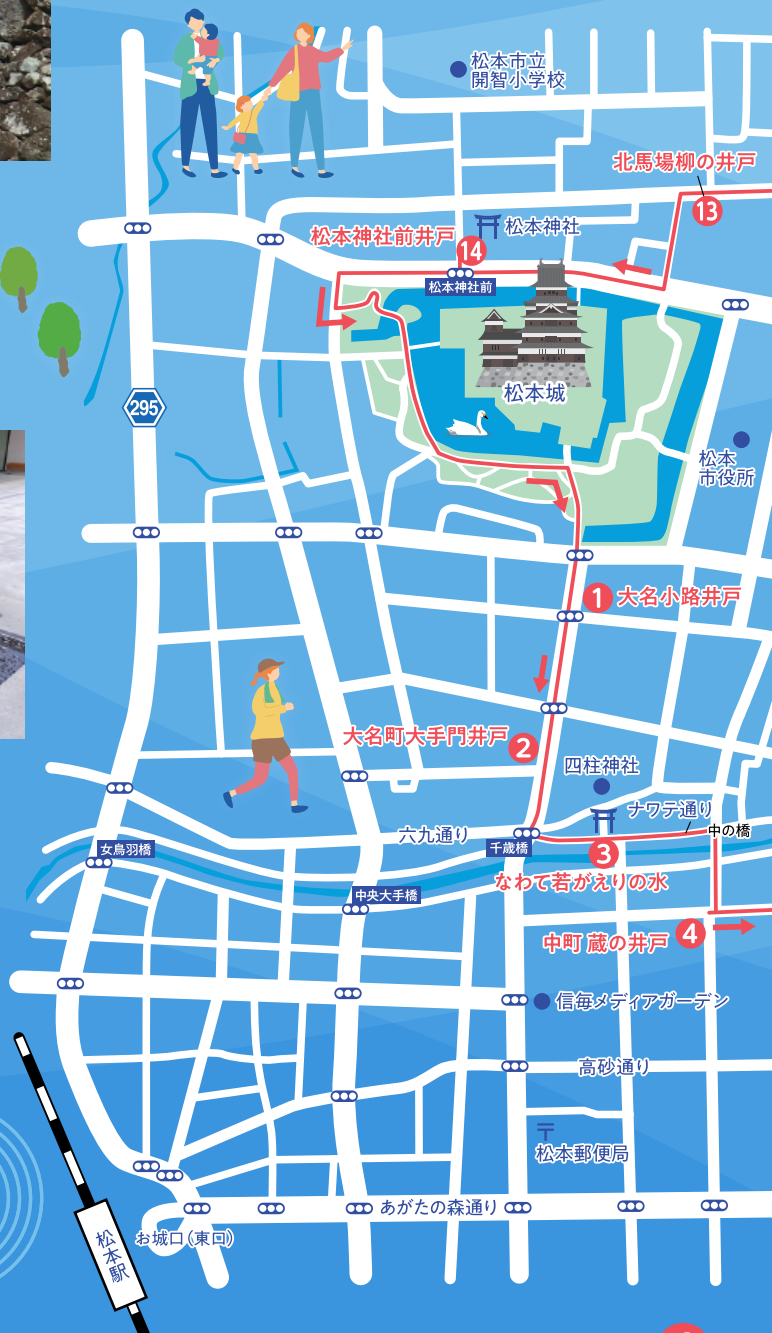 松本市立
開智小学校
北馬場柳の井戸
13
松本神社前井戸
14
松本神社
松本神社前
松本城
295
松本
市役所
1
大名小路井戸
大名町大手門井戸
2
四柱神社
ナワテ通り
六九通り
中の橋
女鳥羽橋
千歳橋
3
なわて若がえりの水
中央大手橋
中町 蔵の井戸
4
信毎メディアガーデン
高砂通り
〒
松本郵便局
あがたの森通り
お城口(東口)
松本駅